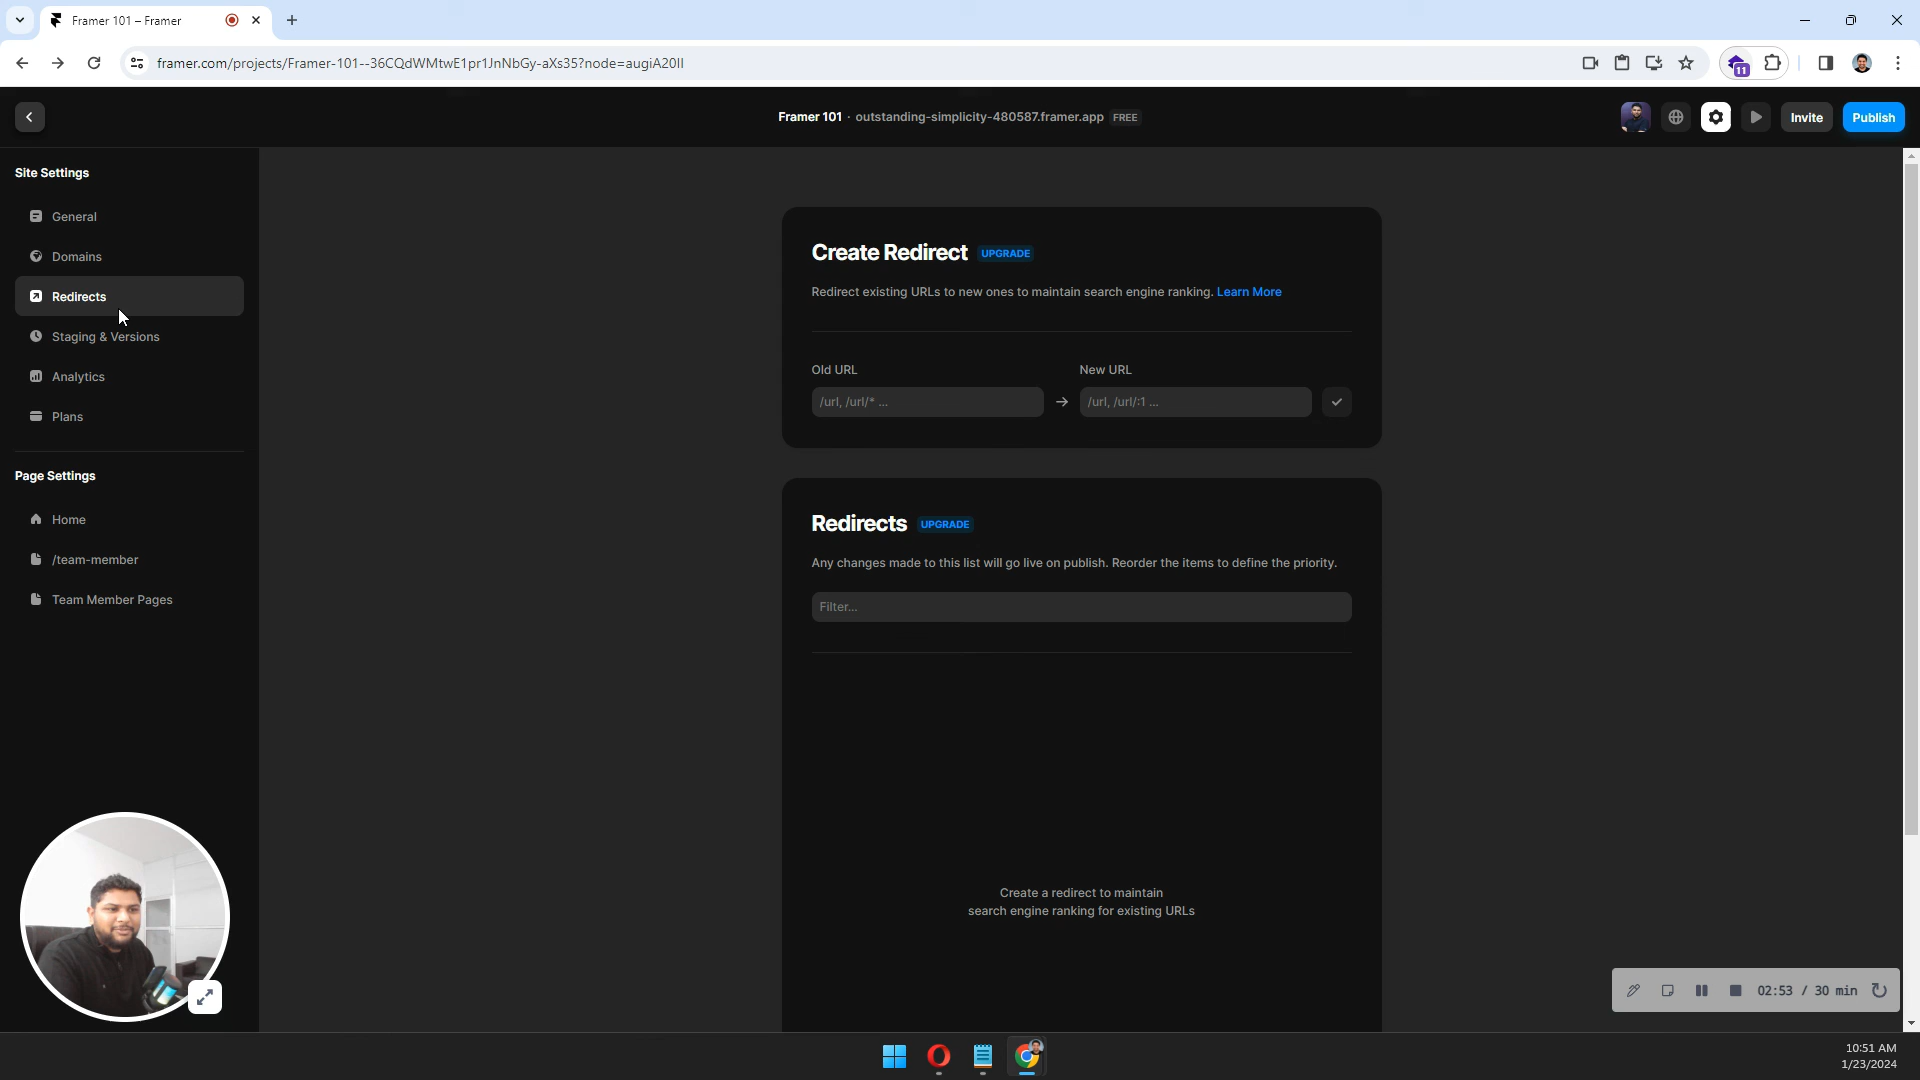 Framer 101 – Framer
framer.com/projects/Framer-101--36CQdWMtwE1pr1JnNbGy-aXs35?node=augiA20Il
11
Framer 101 · outstanding-simplicity-480587.framer.app FREE
Invite
Publish
Site Settings
General
Domains
Redirects
Staging & Versions
Analytics
Plans
Page Settings
Home
/team-member
Team Member Pages
Create Redirect UPGRADE
Redirect existing URLs to new ones to maintain search engine ranking. Learn More
Old URL
New URL
/url, /url/* ...
/url, /url/:1 ...
Redirects UPGRADE
Any changes made to this list will go live on publish. Reorder the items to define the priority.
Filter...
Create a redirect to maintain
search engine ranking for existing URLs
02:53 / 30 min
10:51 AM
1/23/2024